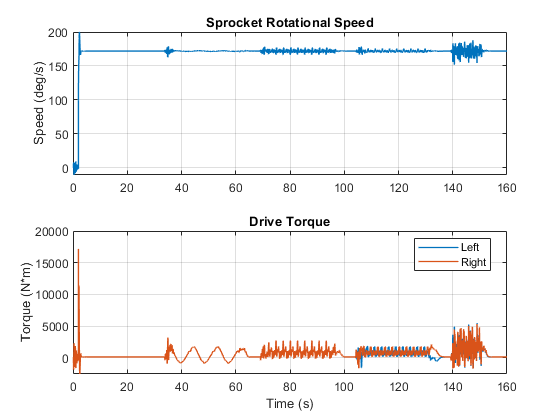 Sprocket Rotational Speed
200
150
100
50
0
Speed (deg/s)
0 20 40 60 80 100 120 140 160
Drive Torque
20000
15000
10000
5000
0
Torque (N*m)
Left
Right
0 20 40 60 80 100 120 140 160
Time (s)